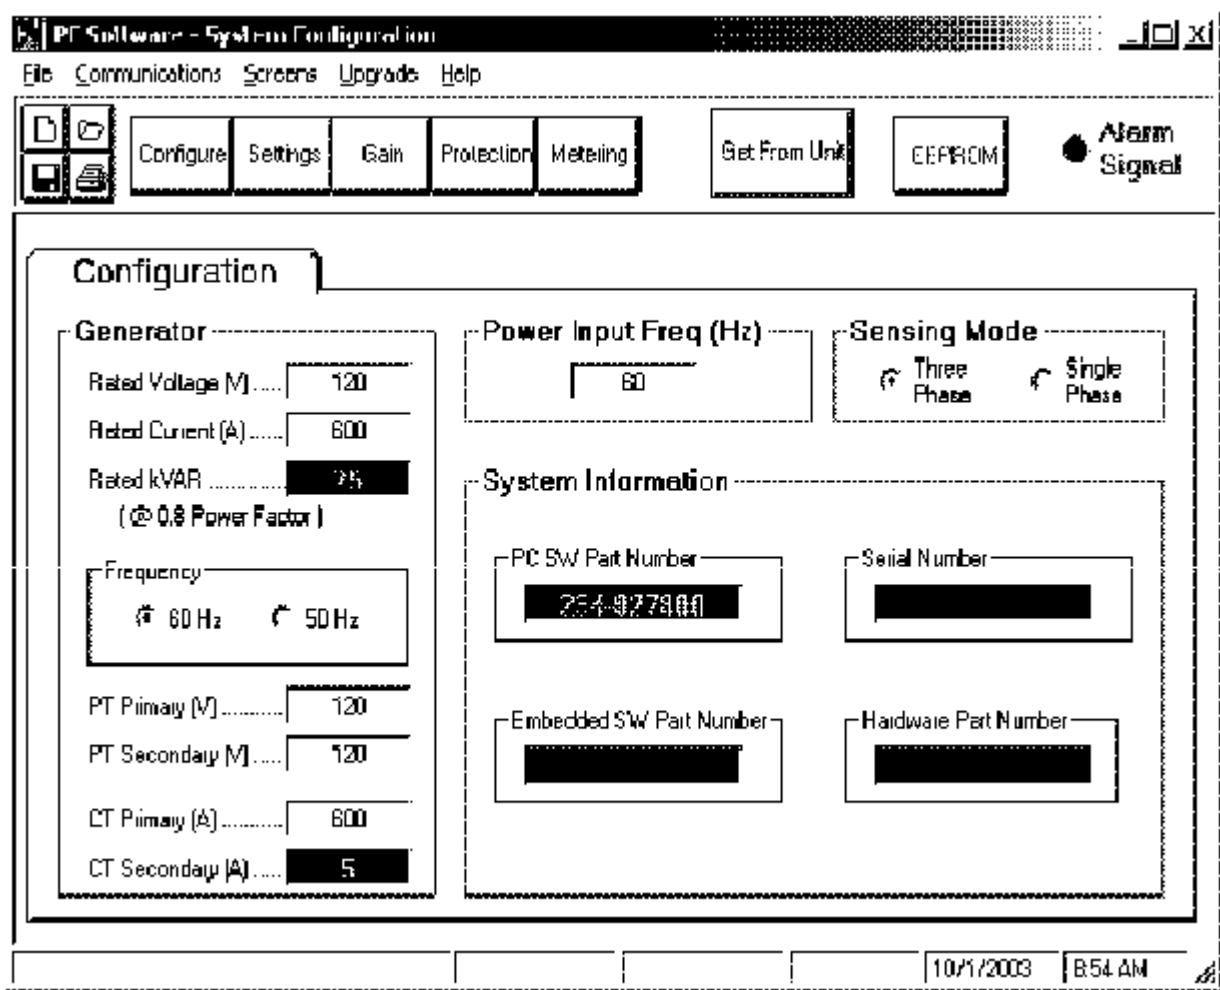 PC Software - System Configuration
File Communications Screens Upgrade Help
Configure Settings Gain Protection Metering Get From Unit EEPROM Alarm Signal
Configuration
Generator
Rated Voltage (V) ..... 120
Rated Current (A) ...... 600
Rated kVAR ............. 75
( @ 0.8 Power Factor )
Frequency
60 Hz 50 Hz
PT Primary (V) .......... 120
PT Secondary (V) ..... 120
CT Primary (A) .......... 600
CT Secondary (A) ..... 5
Power Input Freq (Hz)
60
Sensing Mode
Three Phase Single Phase
System Information
PC SW Part Number
Serial Number
Embedded SW Part Number
Hardware Part Number
10/1/2003 8:54 AM